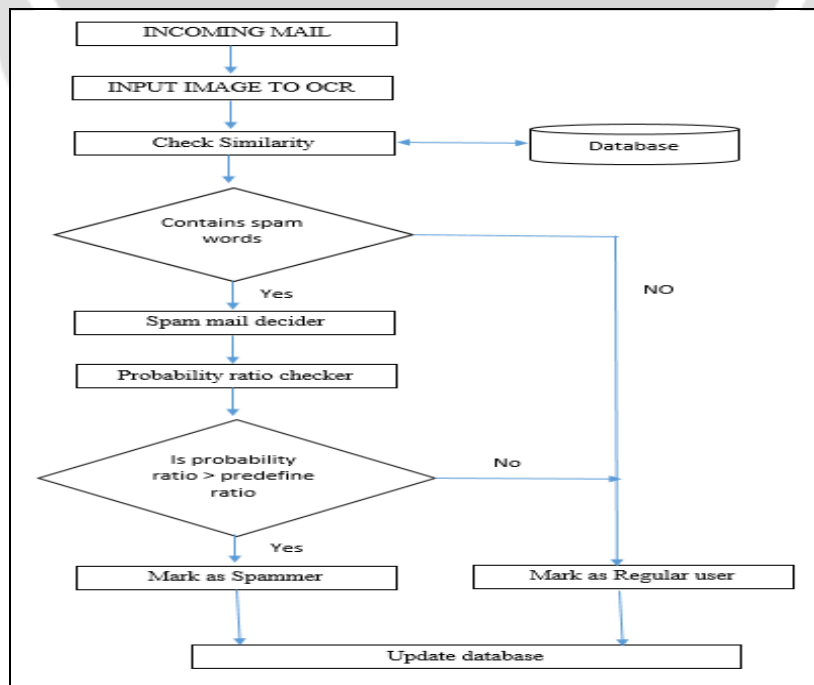 INCOMING MAIL
INPUT IMAGE TO OCR
Check Similarity
Database
Contains spam
words
NO
Yes
Spam mail decider
Probability ratio checker
Is probability
ratio > predefine
ratio
No
Yes
Mark as Spammer
Mark as Regular user
Update database